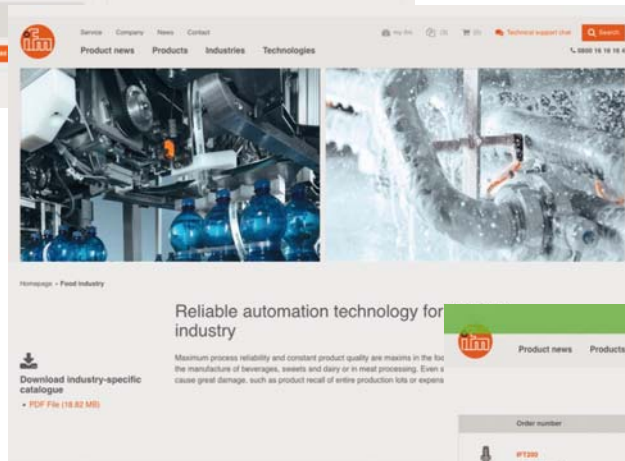 ifm
Service Company News Contact
my ifm (3) (0) Technical support chat Search
Product news Products Industries Technologies
0800 16 16 16 4
Homepage > Food industry
Reliable automation technology for
industry
Maximum process reliability and constant product quality are maxims in the foo
the manufacture of beverages, sweets and dairy or in meat processing. Even s
cause great damage, such as product recall of entire production lots or expens
Download industry-specific
catalogue
• PDF File (18.82 MB)
ifm
Product news Products
Order number
IFT200